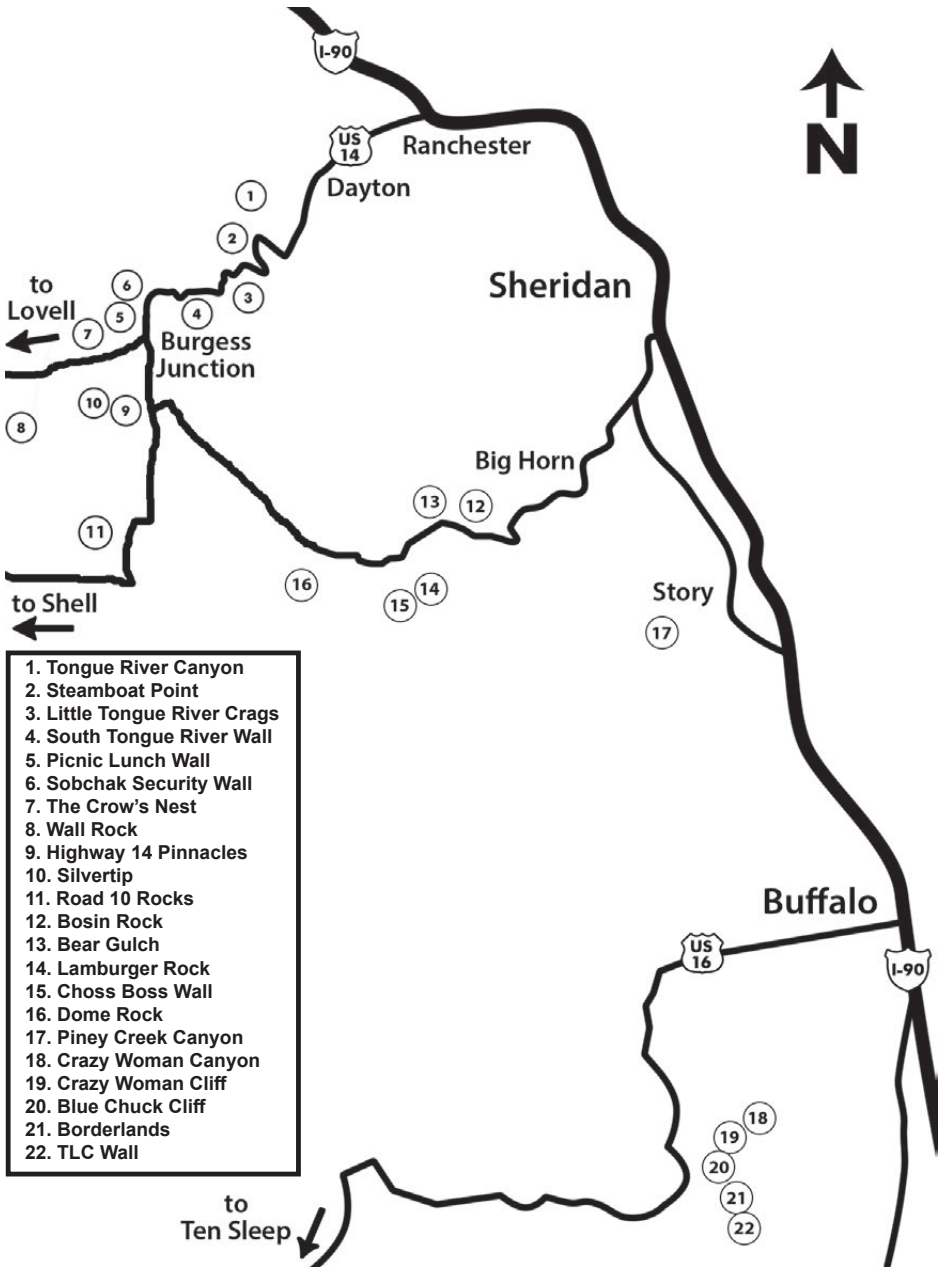 I-90
N
US
14
Ranchester
Dayton
1
2
Sheridan
to
Lovell
6
5
7
4
3
Burgess
Junction
10
9
8
Big Horn
13
12
11
16
15
14
Story
17
to Shell
1. Tongue River Canyon
2. Steamboat Point
3. Little Tongue River Crags
4. South Tongue River Wall
5. Picnic Lunch Wall
6. Sobchak Security Wall
7. The Crow's Nest
8. Wall Rock
9. Highway 14 Pinnacles
10. Silvertip
11. Road 10 Rocks
12. Bosin Rock
13. Bear Gulch
14. Lamburger Rock
15. Choss Boss Wall
16. Dome Rock
17. Piney Creek Canyon
18. Crazy Woman Canyon
19. Crazy Woman Cliff
20. Blue Chuck Cliff
21. Borderlands
22. TLC Wall
Buffalo
US
16
I-90
18
19
20
21
22
to
Ten Sleep